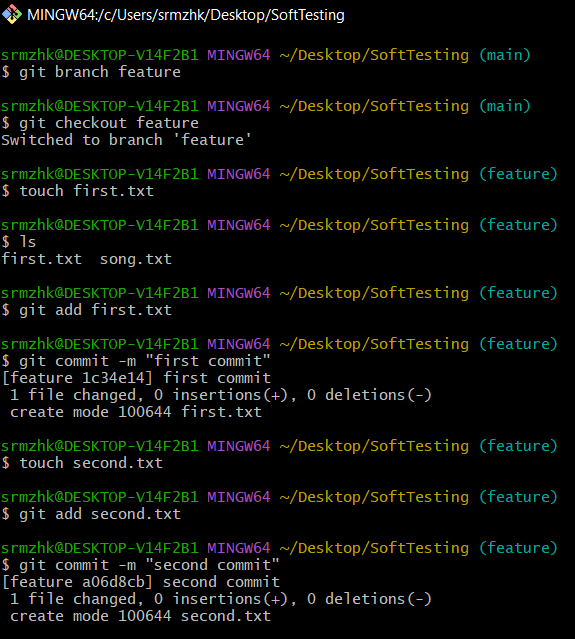 MINGW64:/c/Users/srmzhk/Desktop/SoftTesting
srmzhk@DESKTOP-V14F2B1 MINGW64 ~/Desktop/SoftTesting (main)
$ git branch feature
srmzhk@DESKTOP-V14F2B1 MINGW64 ~/Desktop/SoftTesting (main)
$ git checkout feature
Switched to branch 'feature'
srmzhk@DESKTOP-V14F2B1 MINGW64 ~/Desktop/SoftTesting (feature)
$ touch first.txt
srmzhk@DESKTOP-V14F2B1 MINGW64 ~/Desktop/SoftTesting (feature)
$ ls
first.txt  song.txt
srmzhk@DESKTOP-V14F2B1 MINGW64 ~/Desktop/SoftTesting (feature)
$ git add first.txt
srmzhk@DESKTOP-V14F2B1 MINGW64 ~/Desktop/SoftTesting (feature)
$ git commit -m "first commit"
[feature 1c34e14] first commit
 1 file changed, 0 insertions(+), 0 deletions(-)
 create mode 100644 first.txt
srmzhk@DESKTOP-V14F2B1 MINGW64 ~/Desktop/SoftTesting (feature)
$ touch second.txt
srmzhk@DESKTOP-V14F2B1 MINGW64 ~/Desktop/SoftTesting (feature)
$ git add second.txt
srmzhk@DESKTOP-V14F2B1 MINGW64 ~/Desktop/SoftTesting (feature)
$ git commit -m "second commit"
[feature a06d8cb] second commit
 1 file changed, 0 insertions(+), 0 deletions(-)
 create mode 100644 second.txt